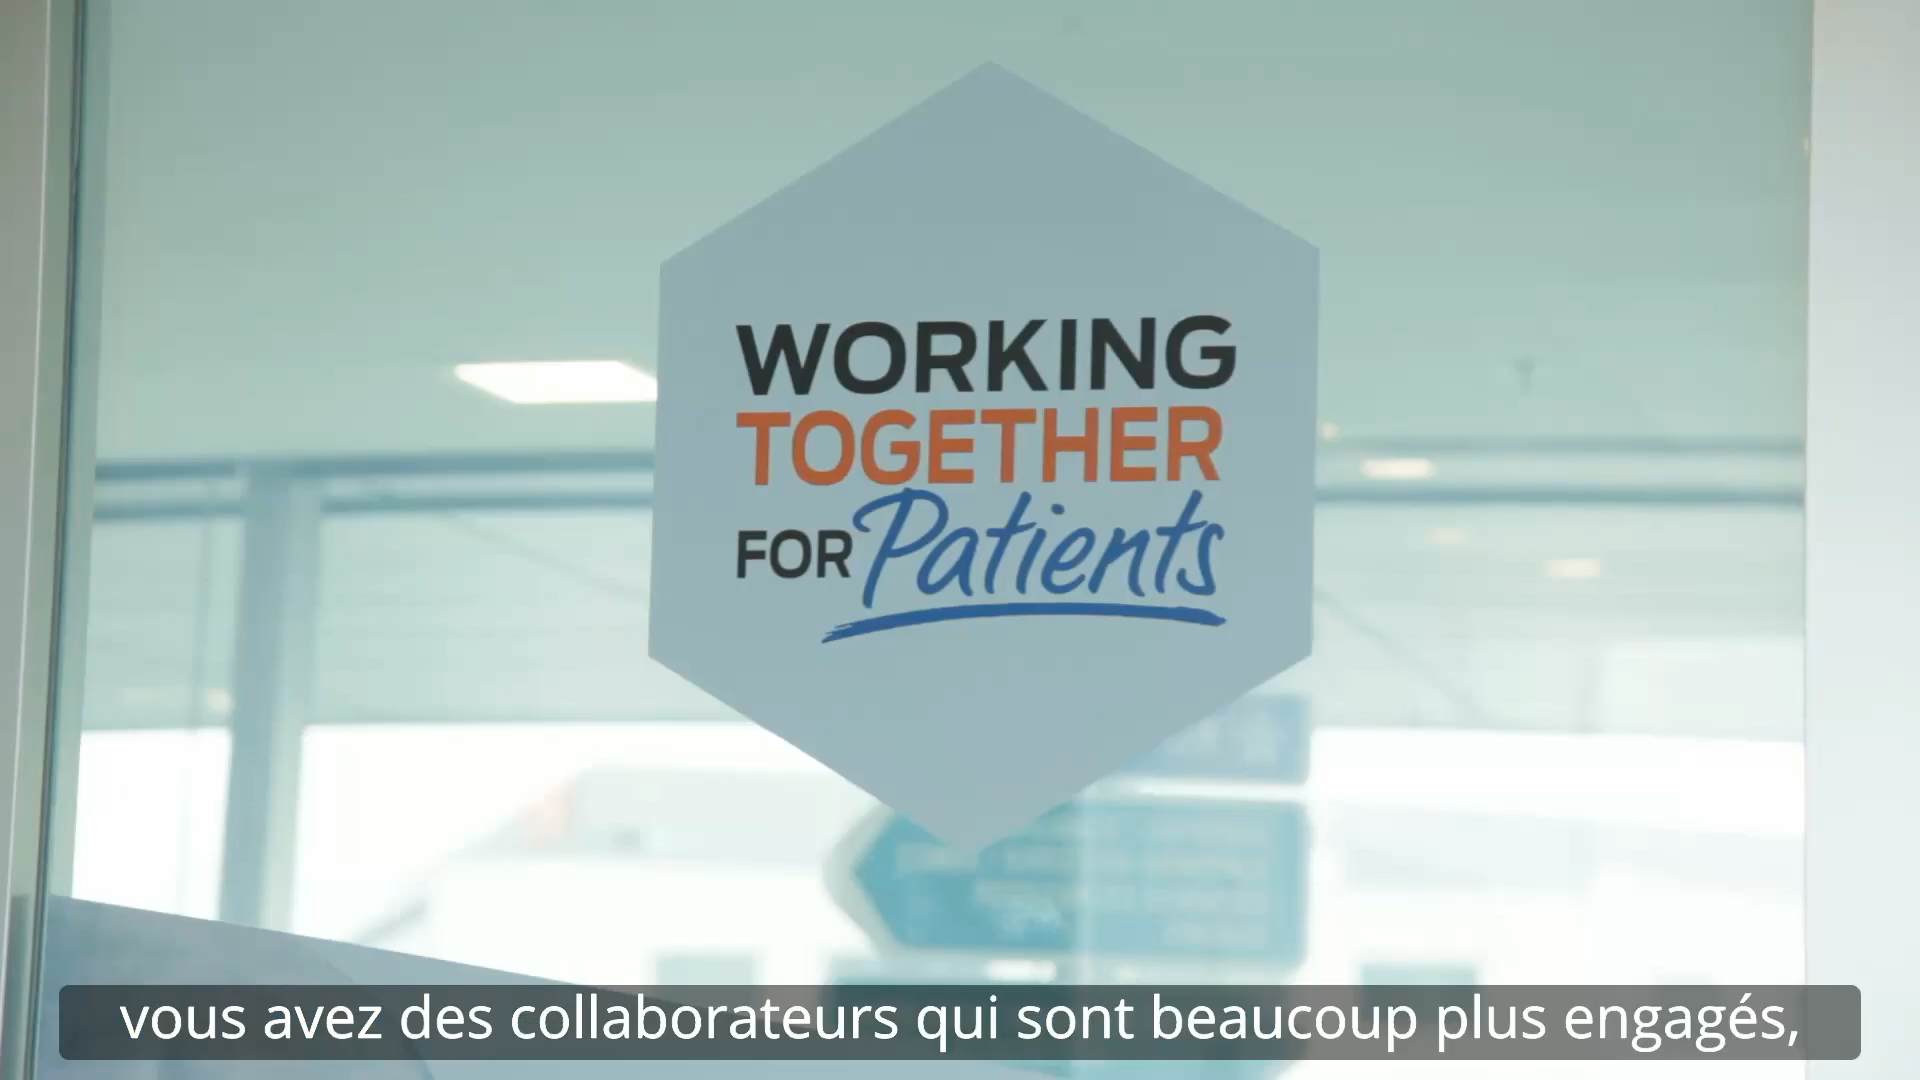 WORKING
TOGETHER
FOR Patients
vous avez des collaborateurs qui sont beaucoup plus engagés,